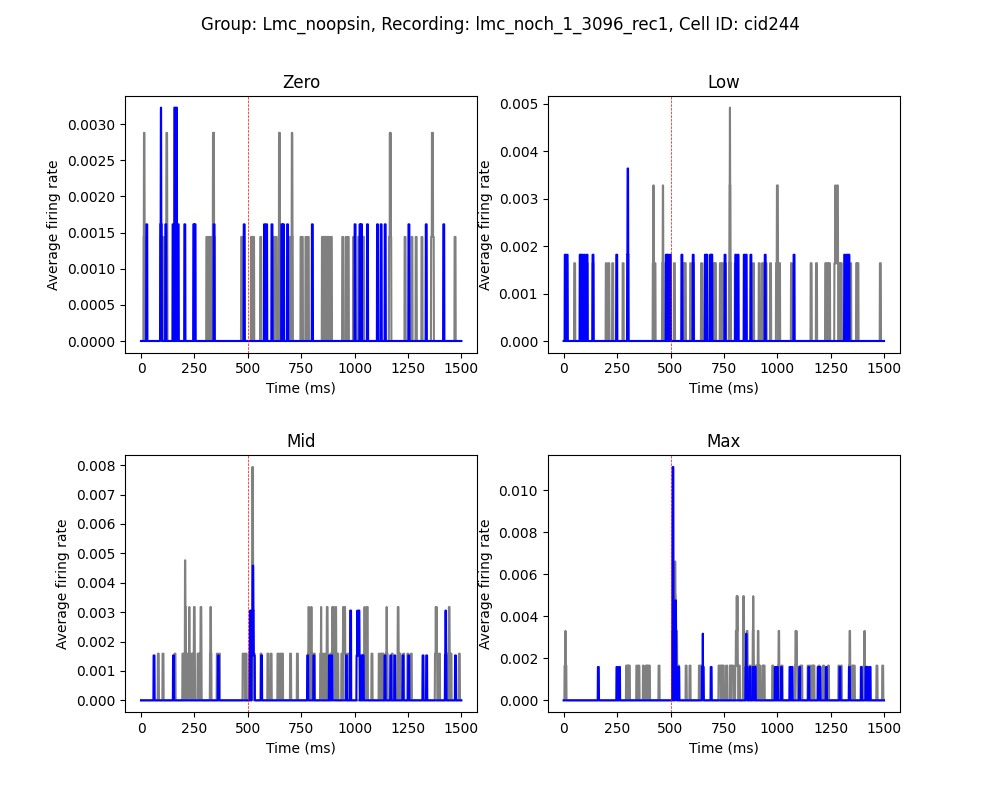 Group: Lmc_noopsin, Recording: lmc_noch_1_3096_rec1, Cell ID: cid244
Zero
Low
Average firing rate
0.0030
0.0025
0.0020
0.0015
0.0010
0.0005
0.0000
0 250 500 750 1000 1250 1500
Time (ms)
Average firing rate
0.005
0.004
0.003
0.002
0.001
0.000
0 250 500 750 1000 1250 1500
Time (ms)
Mid
Max
Average firing rate
0.008
0.007
0.006
0.005
0.004
0.003
0.002
0.001
0.000
0 250 500 750 1000 1250 1500
Time (ms)
Average firing rate
0.010
0.008
0.006
0.004
0.002
0.000
0 250 500 750 1000 1250 1500
Time (ms)